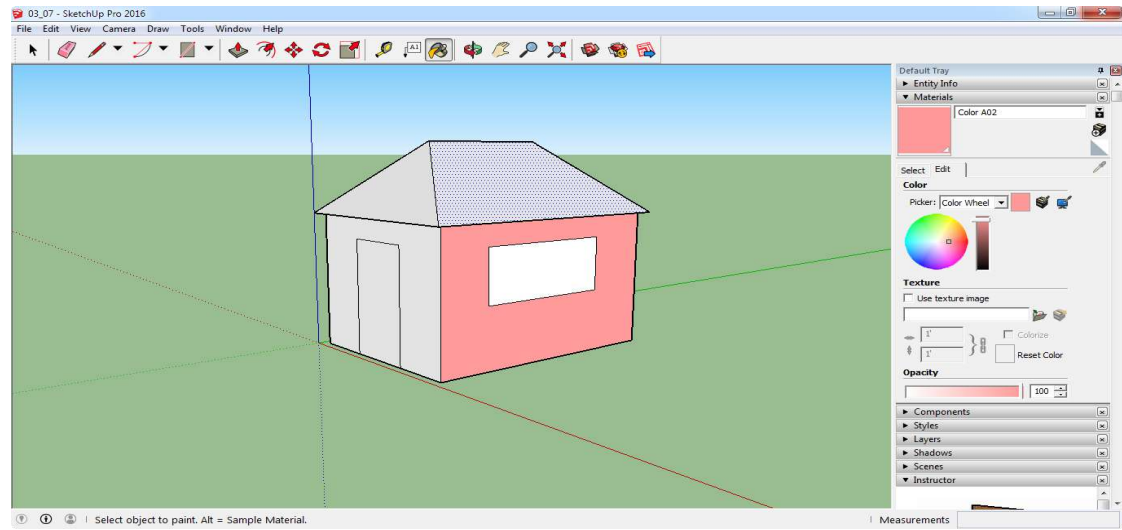 03_07 - SketchUp Pro 2016
File Edit View Camera Draw Tools Window Help
A1
Default Tray
Entity Info
Materials
Color A02
Select Edit
Color
Picker: Color Wheel
Texture
Use texture image
1'
Colorize
1'
Reset Color
Opacity
100
Components
Styles
Layers
Shadows
Scenes
Instructor
Select object to paint. Alt = Sample Material.
Measurements